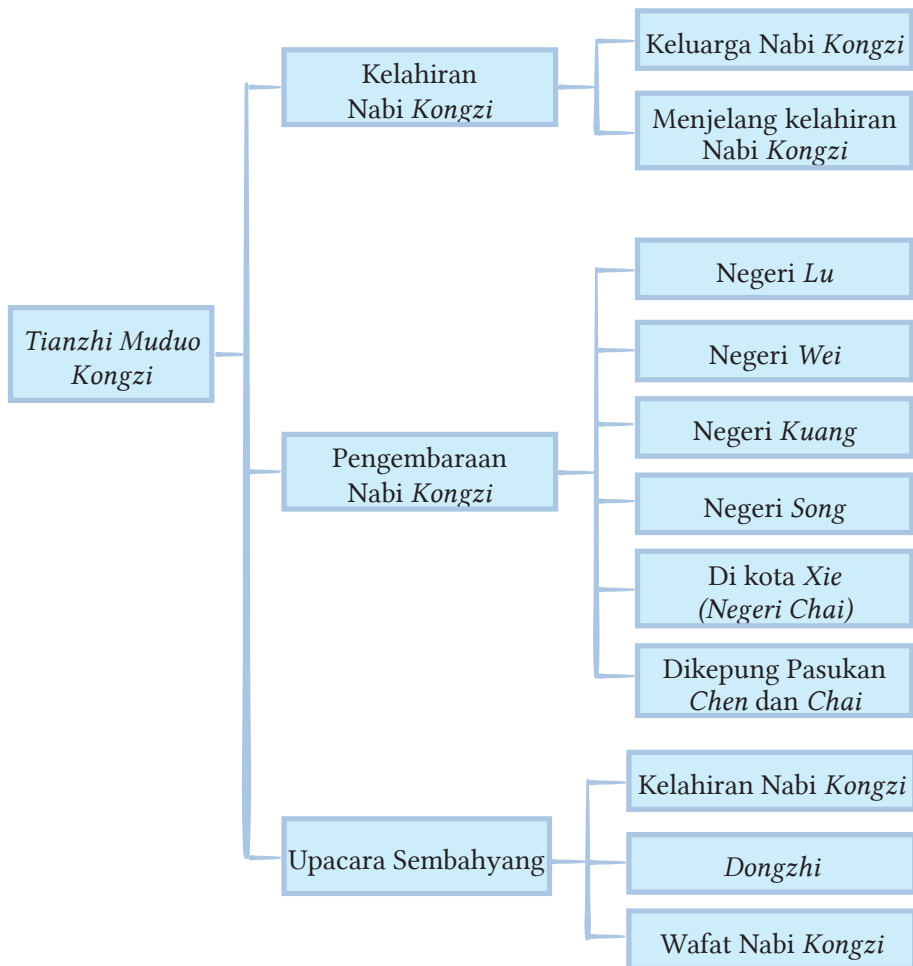 Tianzhi Muduo
Kongzi
Kelahiran
Nabi Kongzi
Keluarga Nabi Kongzi
Menjelang kelahiran
Nabi Kongzi
Pengembaraan
Nabi Kongzi
Negeri Lu
Negeri Wei
Negeri Kuang
Negeri Song
Di kota Xie
(Negeri Chai)
Dikepung Pasukan
Chen dan Chai
Upacara Sembahyang
Kelahiran Nabi Kongzi
Dongzhi
Wafat Nabi Kongzi